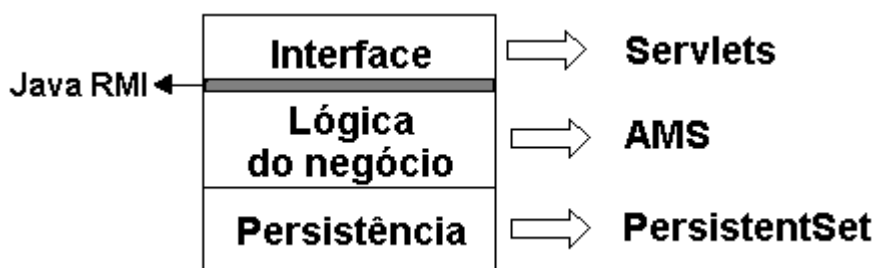 Interface
Servlets
Java RMI
Lógica
do negócio
AMS
Persistência
PersistentSet